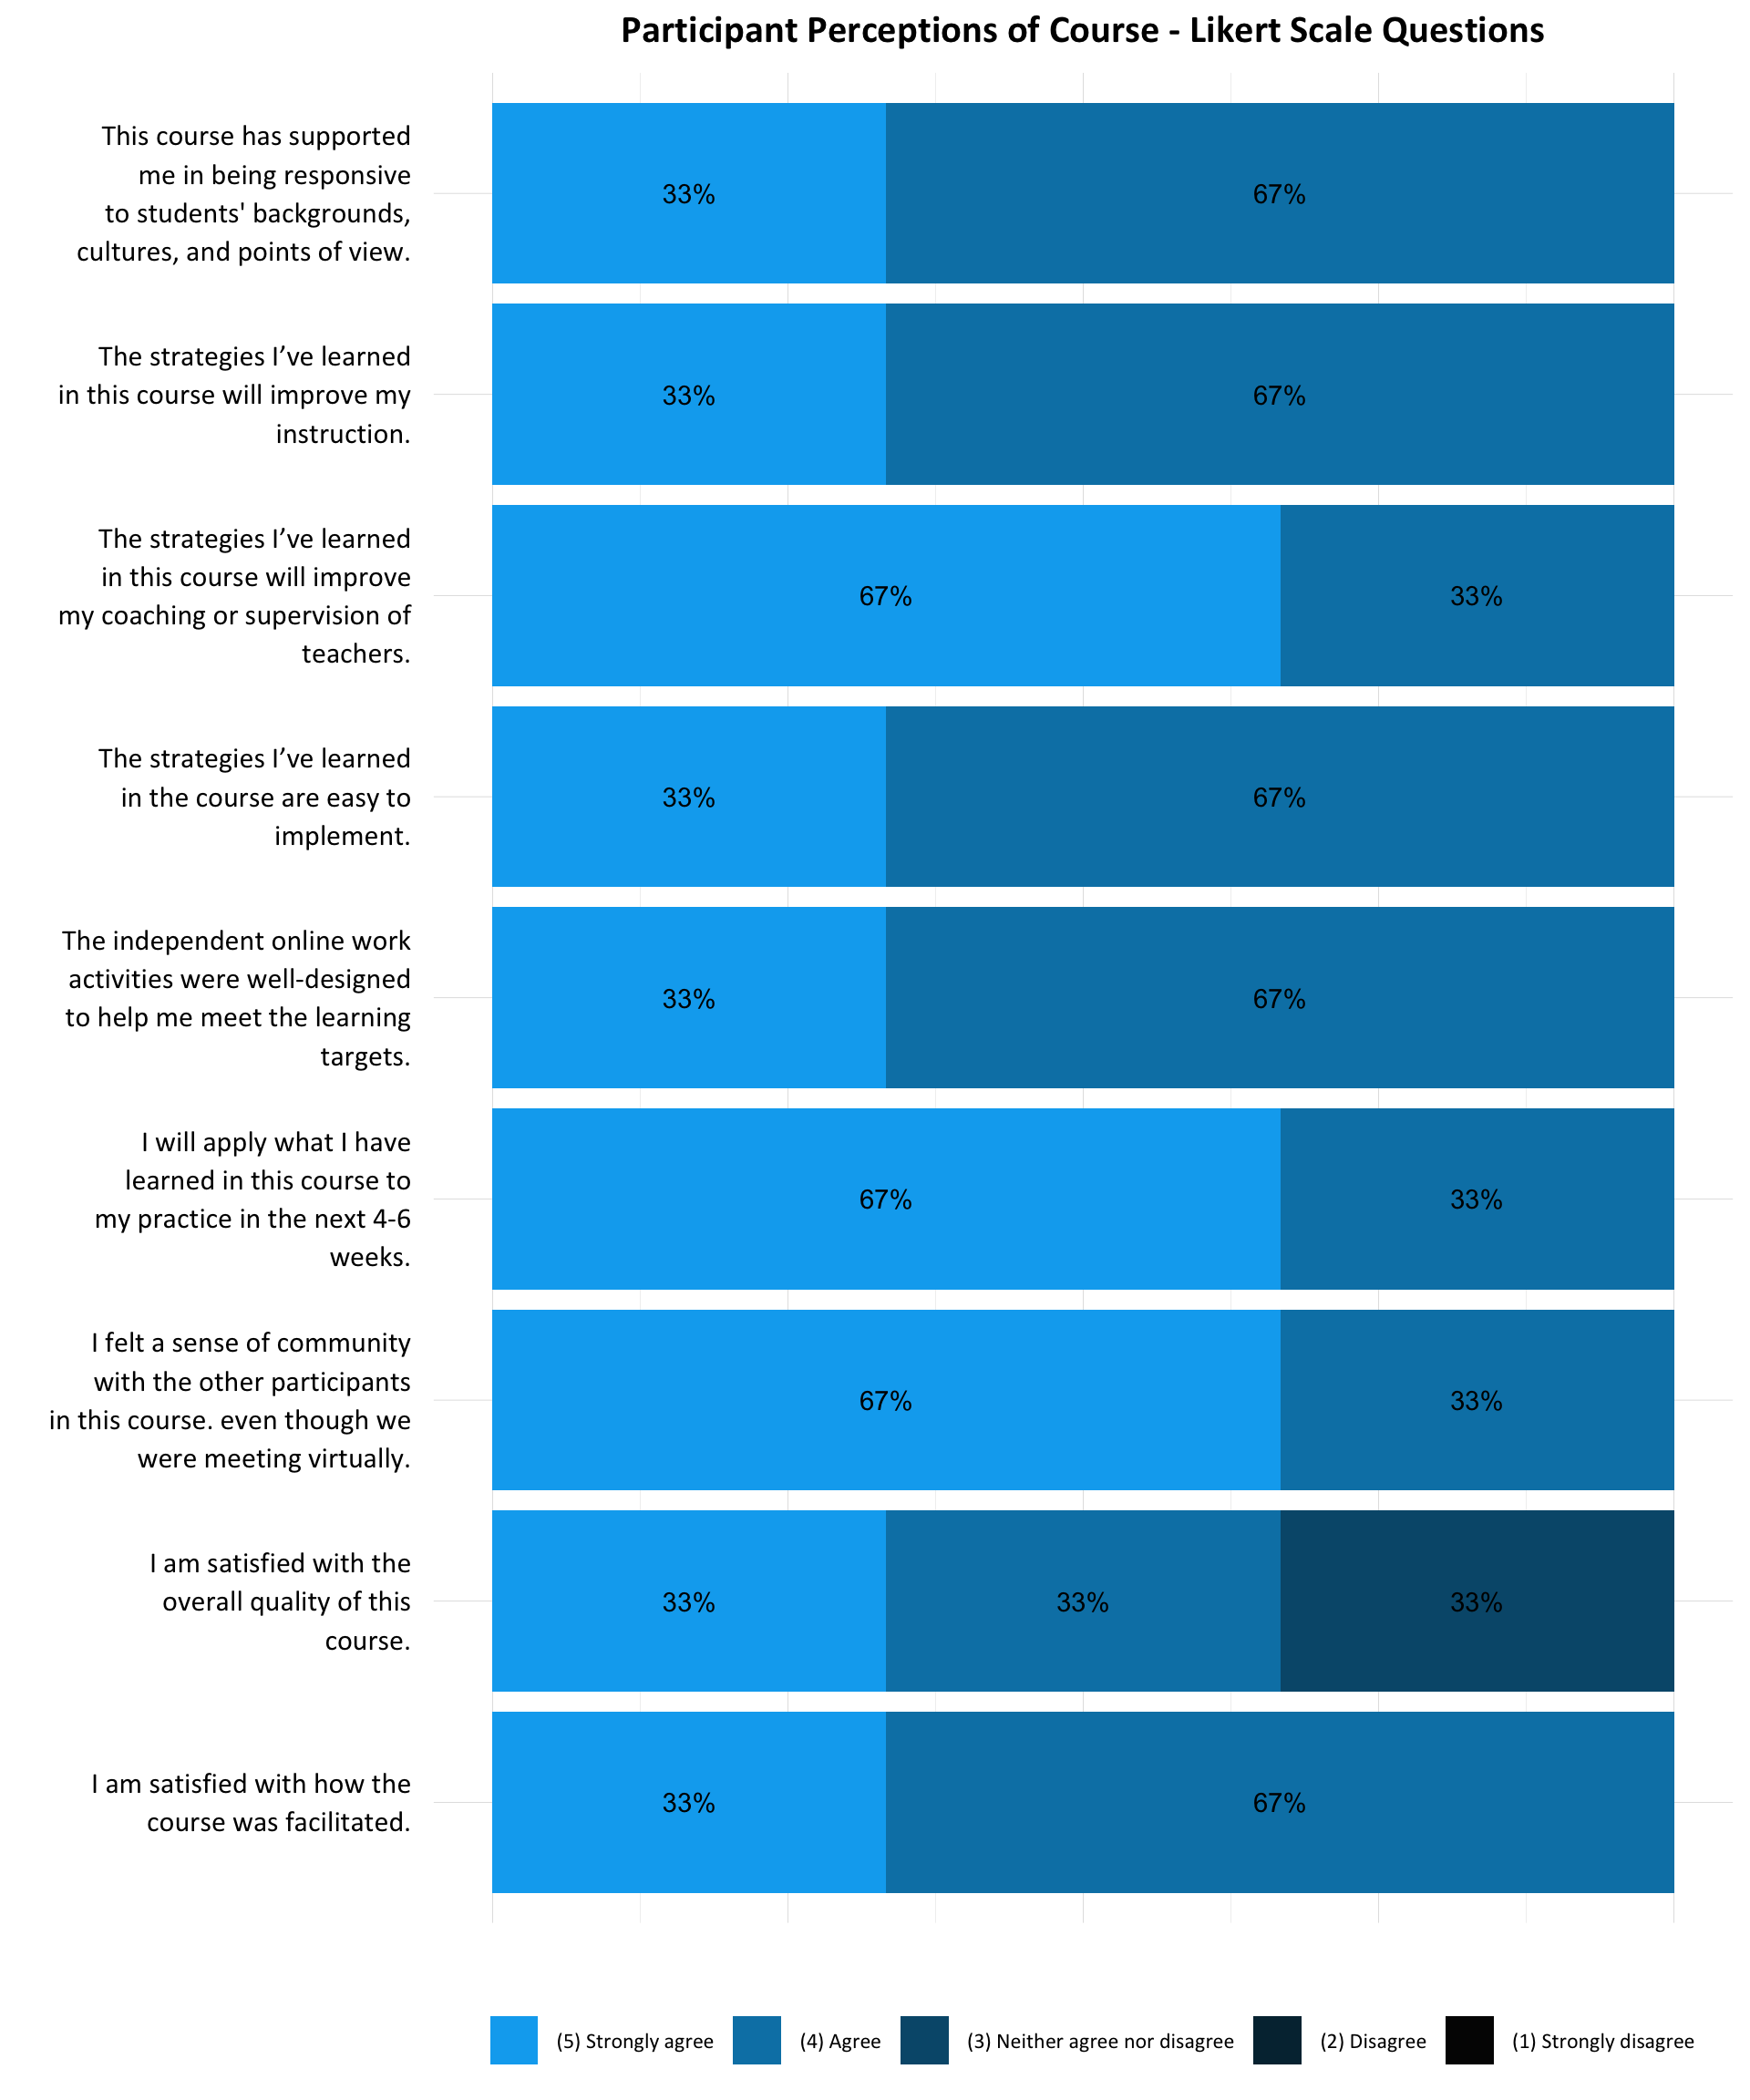 Participant Perceptions of Course - Likert Scale Questions
This course has supported
me in being responsive
to students' backgrounds,
cultures, and points of view.
33%
67%
The strategies I’ve learned
in this course will improve my
instruction.
33%
67%
The strategies I’ve learned
in this course will improve
my coaching or supervision of
teachers.
67%
33%
The strategies I’ve learned
in the course are easy to
implement.
33%
67%
The independent online work
activities were well-designed
to help me meet the learning
targets.
33%
67%
I will apply what I have
learned in this course to
my practice in the next 4-6
weeks.
67%
33%
I felt a sense of community
with the other participants
in this course. even though we
were meeting virtually.
67%
33%
I am satisfied with the
overall quality of this
course.
33%
33%
33%
I am satisfied with how the
course was facilitated.
33%
67%
(5) Strongly agree
(4) Agree
(3) Neither agree nor disagree
(2) Disagree
(1) Strongly disagree